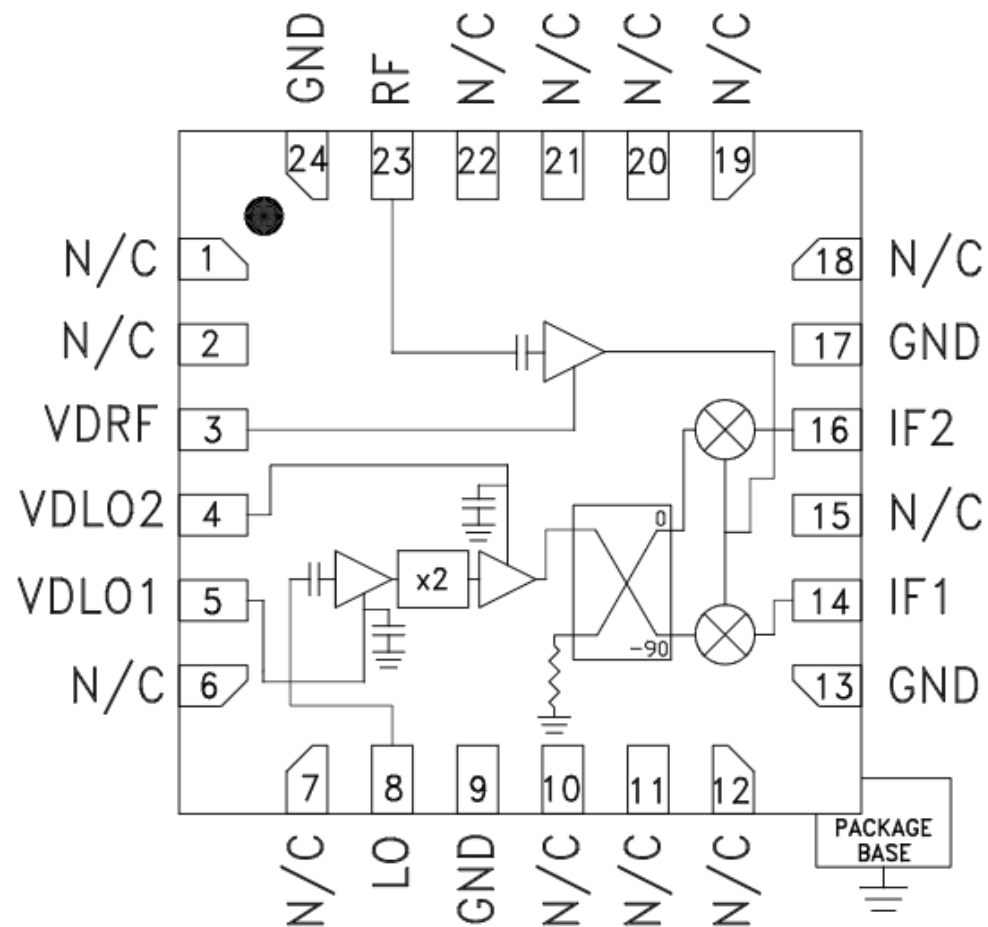 GND
RF
N/C
N/C
N/C
N/C
24
23
22
21
20
19
N/C
1
18
N/C
N/C
2
17
GND
VDRF
3
16
IF2
VDLO2
4
0
15
N/C
x2
VDLO1
5
14
IF1
-90
N/C
6
13
GND
7
8
9
10
11
12
PACKAGE
BASE
N/C
LO
GND
N/C
N/C
N/C